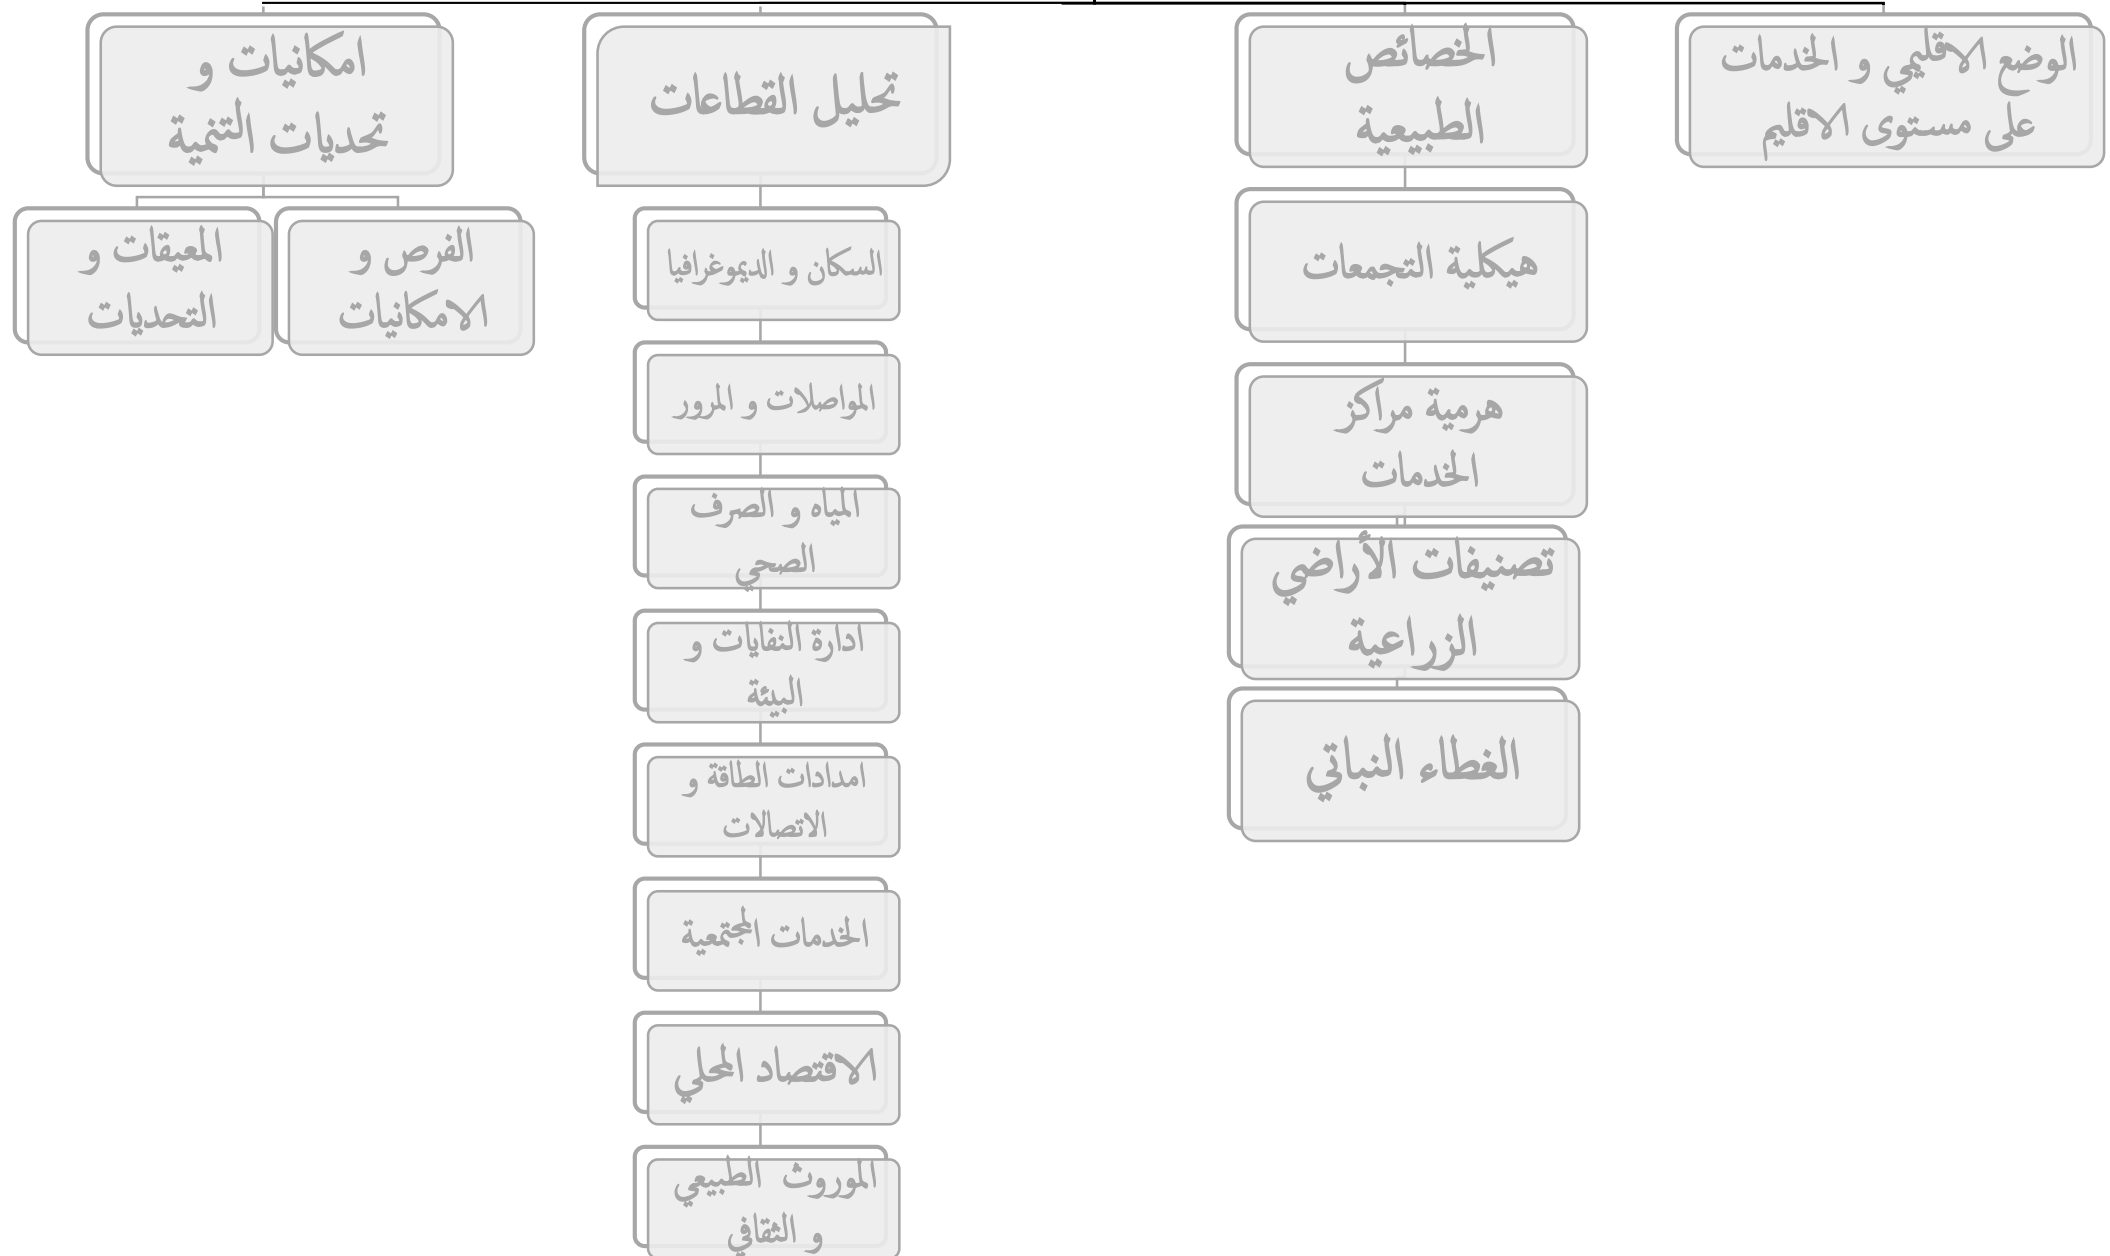 الوضع الاقليمي و الخدمات
على مستوى الاقليم
الخصائص
الطبيعية
هيكلية التجمعات
هرمية مراكز
الخدمات
تصنيفات الأراضي
الزراعية
الغطاء النباتي
تحليل القطاعات
السكان و الديموغرافيا
المواصلات و المرور
المياه و الصرف
الصحي
ادارة النفايات و
البيئة
امدادات الطاقة و
الاتصالات
الخدمات المجتمعية
الاقتصاد المحلي
الموروث الطبيعي
و الثقافي
امكانيات و
تحديات التنمية
الفرص و
الامكانيات
المعيقات و
التحديات